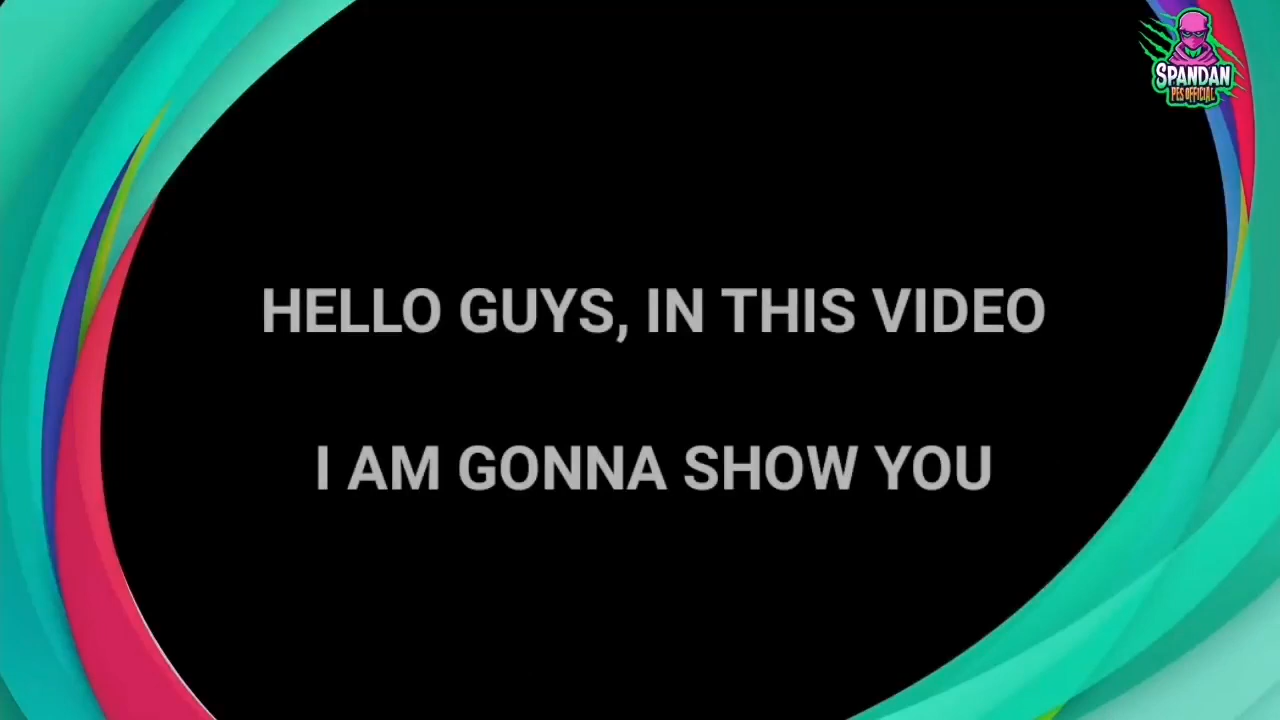 SPANDAN
PES OFFICIAL
HELLO GUYS, IN THIS VIDEO
I AM GONNA SHOW YOU